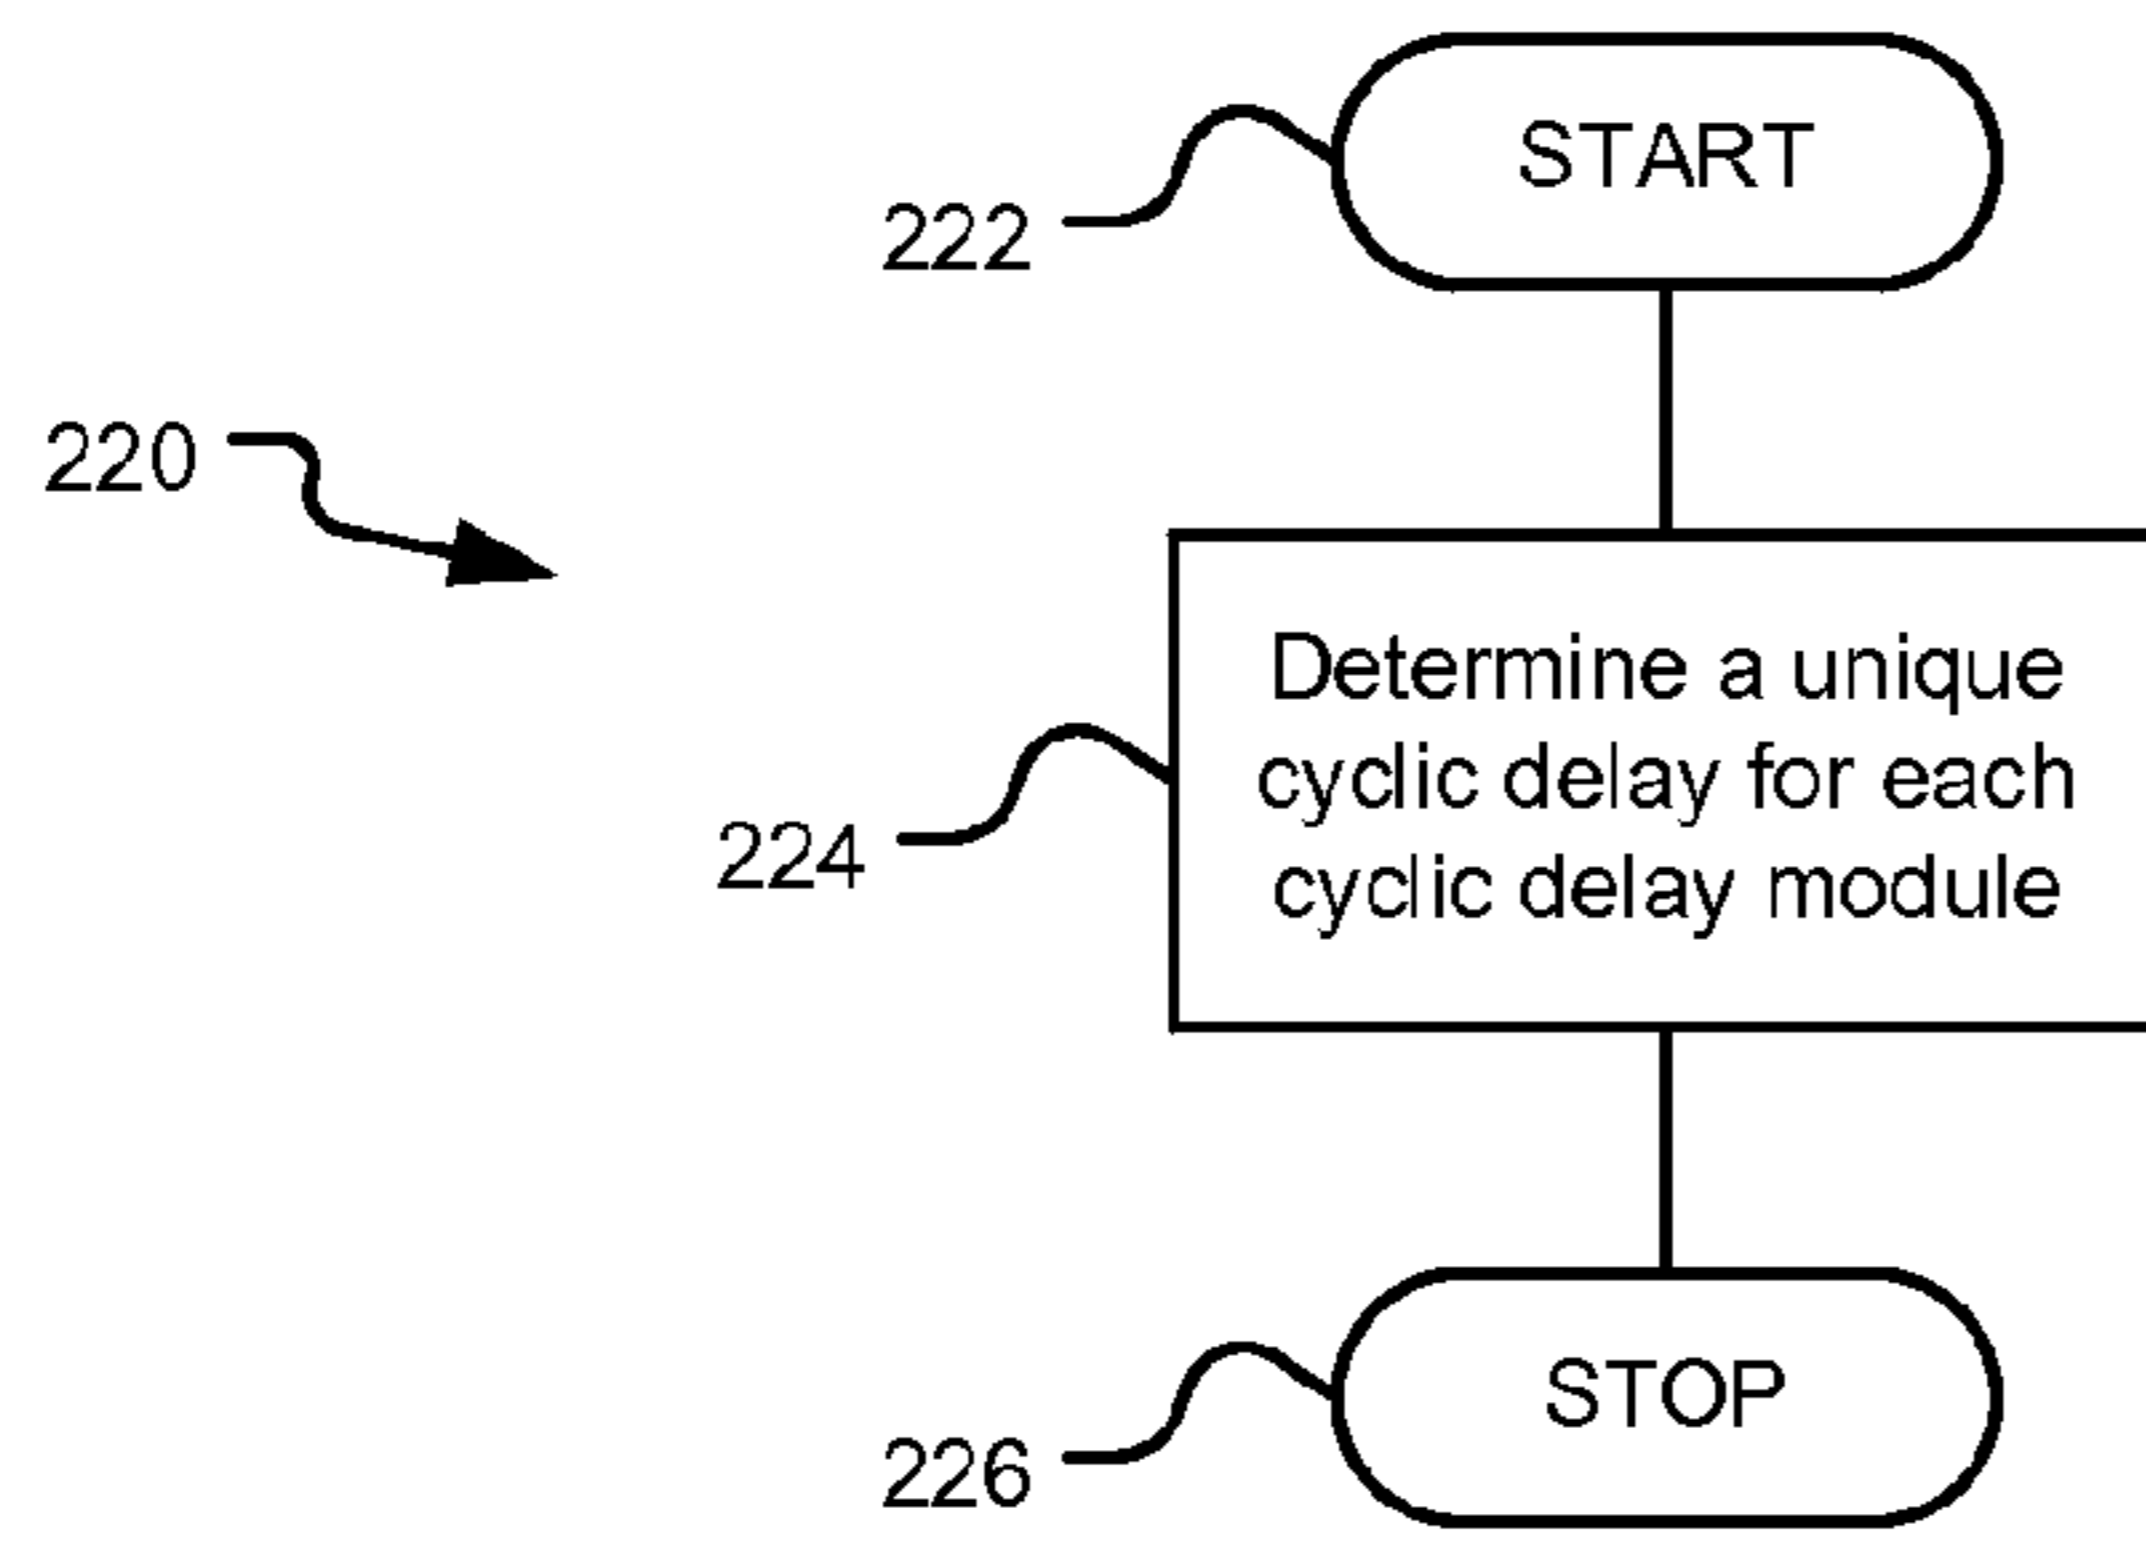 START
222
220
Determine a unique
cyclic delay for each
cyclic delay module
224
STOP
226